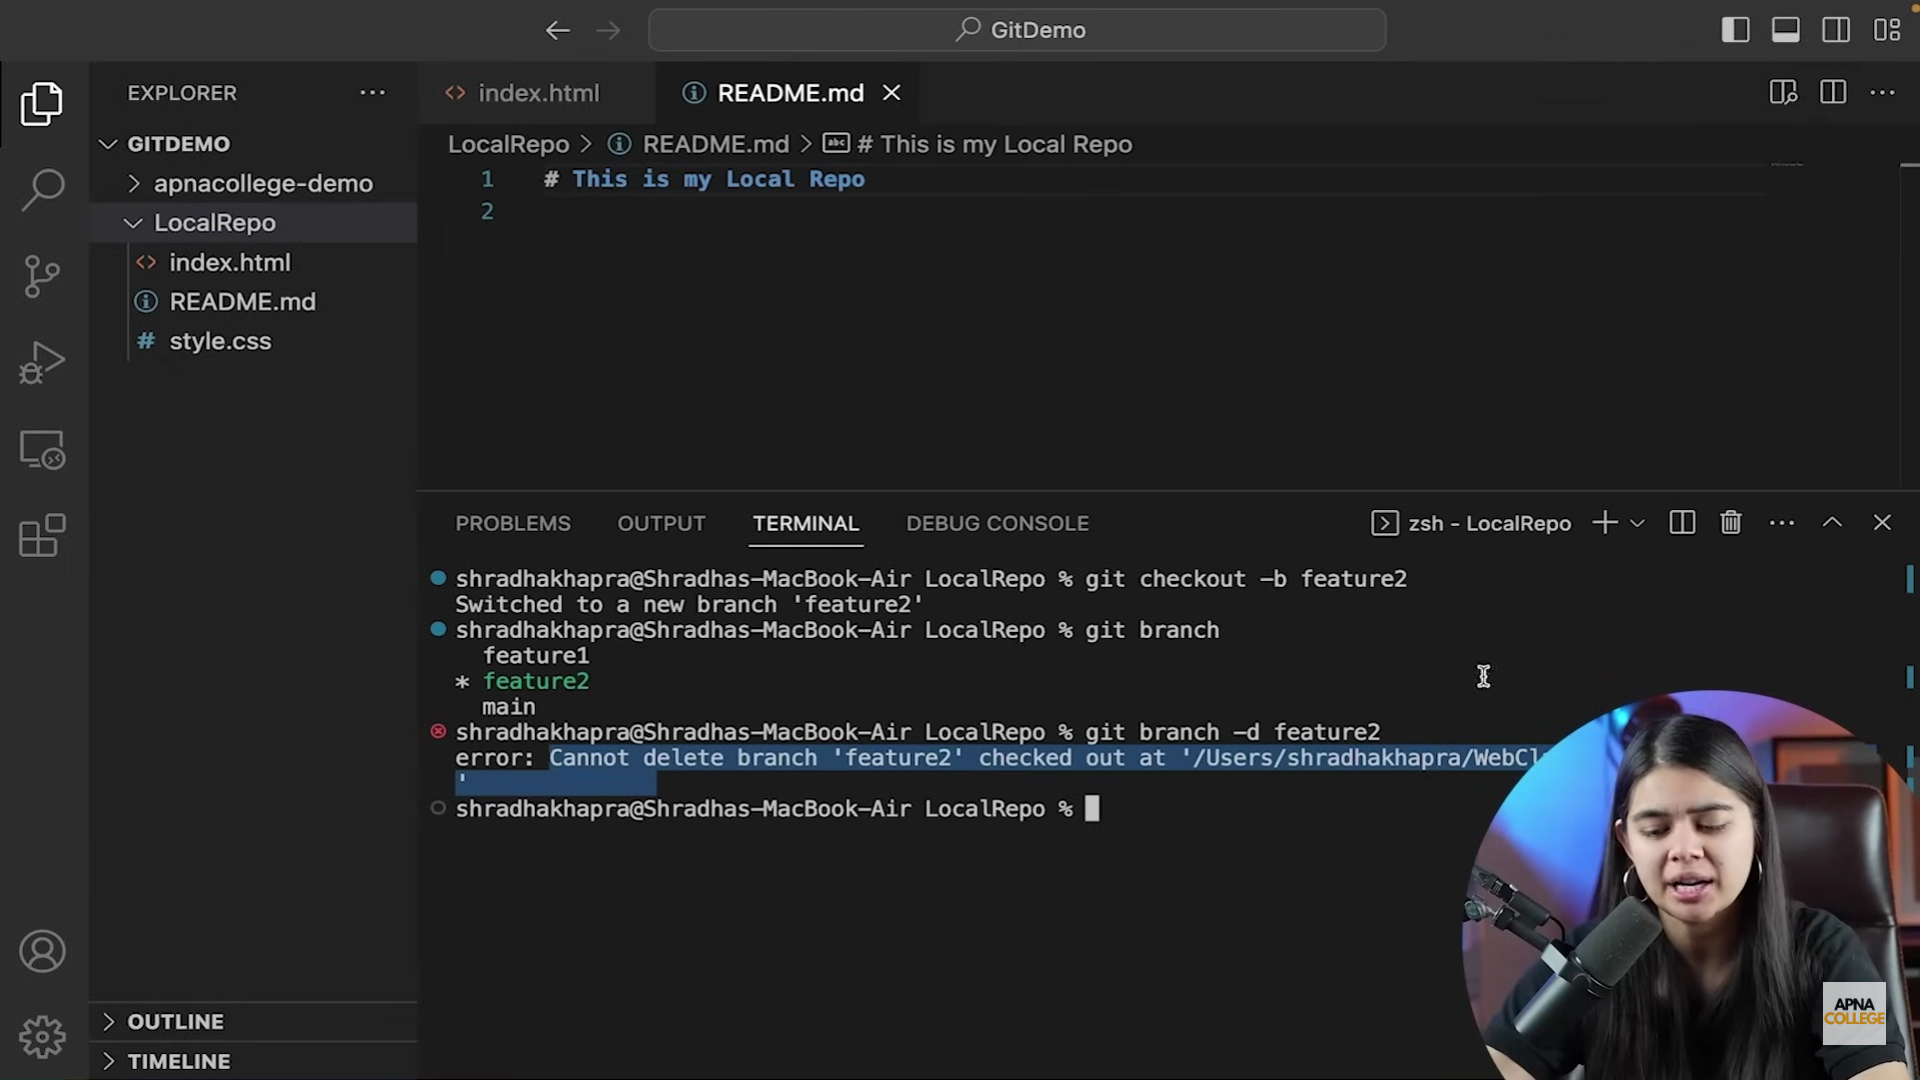 GitDemo
EXPLORER
index.html
README.md
GITDEMO
apnacollege-demo
LocalRepo
index.html
README.md
style.css
LocalRepo > README.md > # This is my Local Repo
1 # This is my Local Repo
2
PROBLEMS OUTPUT TERMINAL DEBUG CONSOLE
zsh - LocalRepo
shradhakhapra@Shradhas-MacBook-Air LocalRepo % git checkout -b feature2
Switched to a new branch 'feature2'
shradhakhapra@Shradhas-MacBook-Air LocalRepo % git branch
feature1
* feature2
main
shradhakhapra@Shradhas-MacBook-Air LocalRepo % git branch -d feature2
error: Cannot delete branch 'feature2' checked out at '/Users/shradhakhapra/WebCl
'
shradhakhapra@Shradhas-MacBook-Air LocalRepo %
OUTLINE
TIMELINE
APNA
COLLEGE